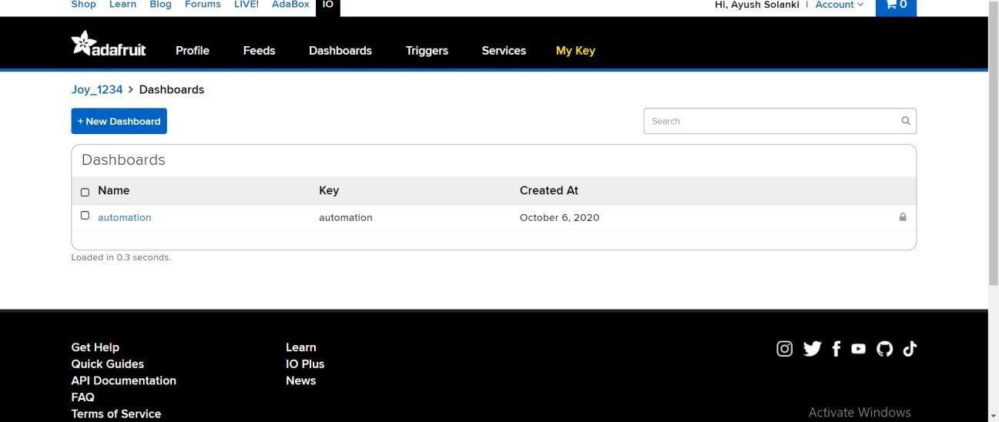 Shop Learn Blog Forums LIVE! AdaBox IO Hi, Ayush Solanki | Account 0
adafruit Profile Feeds Dashboards Triggers Services My Key
Joy_1234 > Dashboards
+ New Dashboard Search
Dashboards
Name Key Created At
automation automation October 6, 2020
Loaded in 0.3 seconds.
Get Help Learn
Quick Guides IO Plus
API Documentation News
FAQ
Terms of Service
Activate Windows